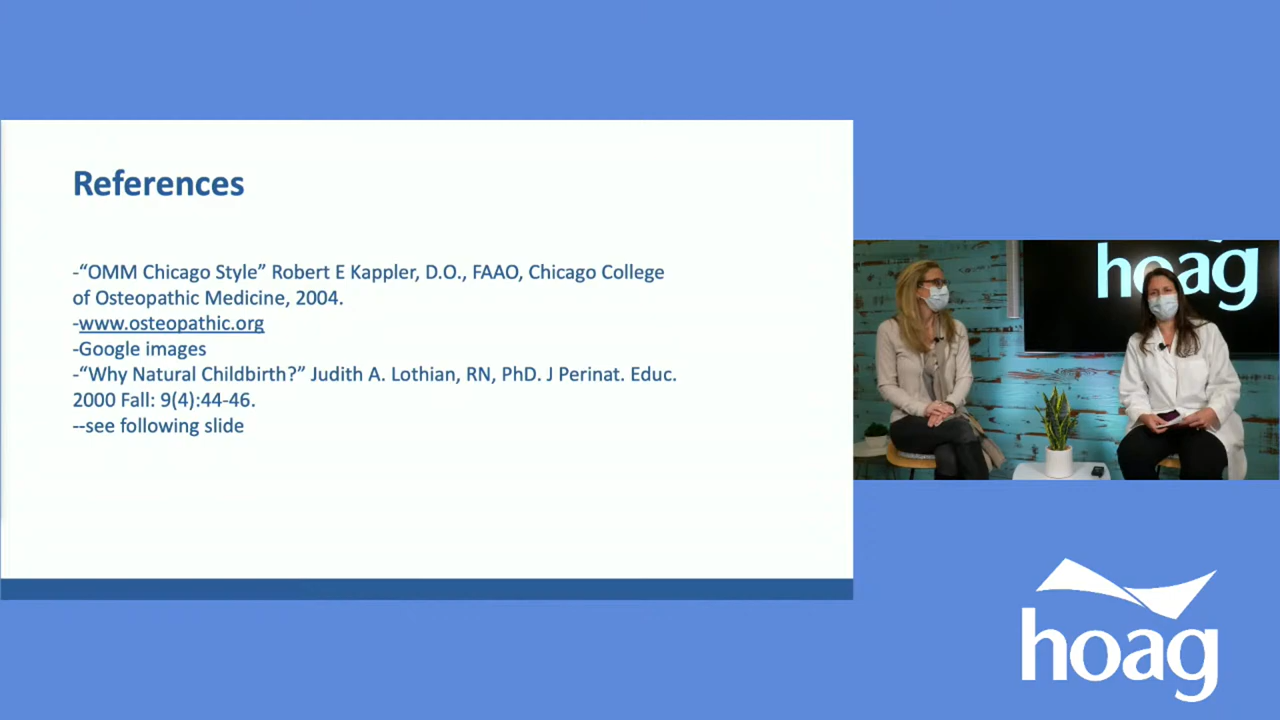 References
-“OMM Chicago Style” Robert E Kappler, D.O., FAAO, Chicago College
of Osteopathic Medicine, 2004.
-www.osteopathic.org
-Google images
-“Why Natural Childbirth?” Judith A. Lothian, RN, PhD. J Perinat. Educ.
2000 Fall: 9(4):44-46.
--see following slide
hoag
hoag